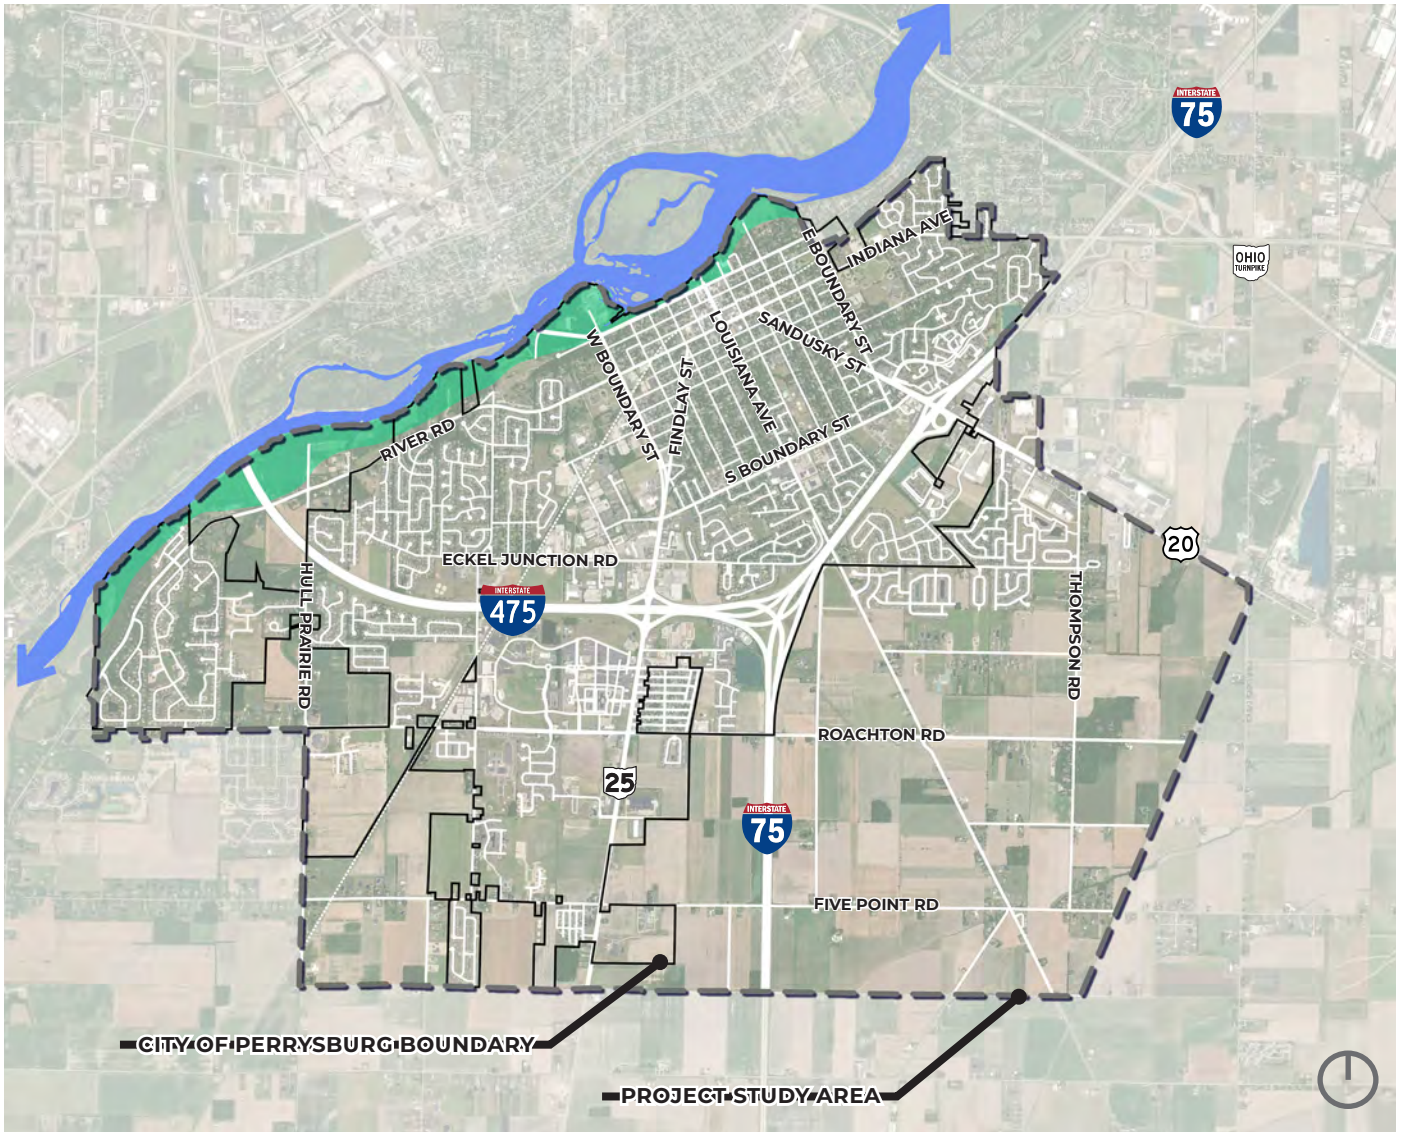 INTERSTATE
75
INDIANA AVE
E BOUNDARY ST
OHIO
TURNPIKE
SANDUSKY ST
LOUISIANA AVE
W BOUNDARY ST
FINDLAY ST
RIVER RD
S BOUNDARY ST
20
ECKEL JUNCTION RD
INTERSTATE
475
HULL PRAIRIE RD
THOMPSON RD
ROACHTON RD
25
INTERSTATE
75
FIVE POINT RD
CITY OF PERRYSBURG BOUNDARY
PROJECT STUDY AREA